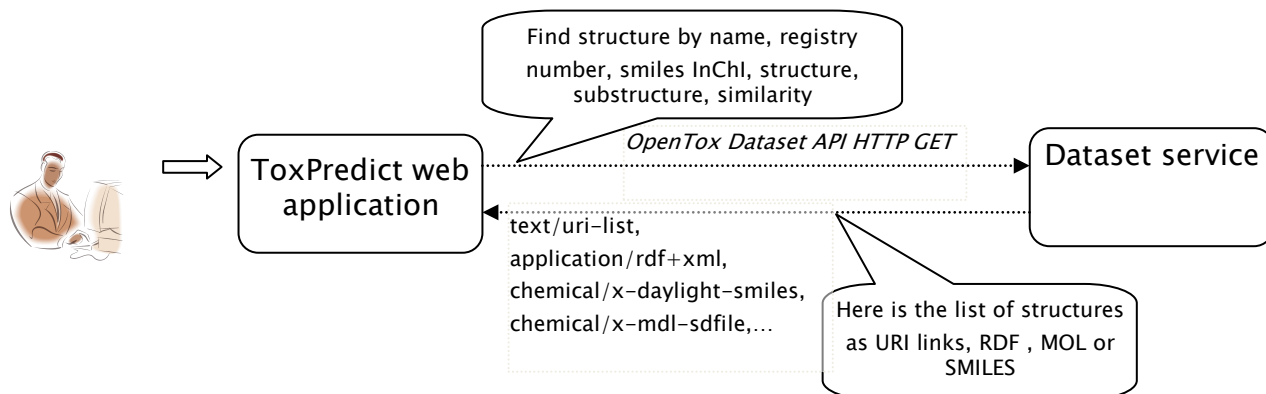 Find structure by name, registry
number, smiles InChI, structure,
substructure, similarity
OpenTox Dataset API HTTP GET
ToxPredict web
application
Dataset service
text/uri-list,
application/rdf+xml,
chemical/x-daylight-smiles,
chemical/x-mdl-sdfile,...
Here is the list of structures
as URI links, RDF , MOL or
SMILES